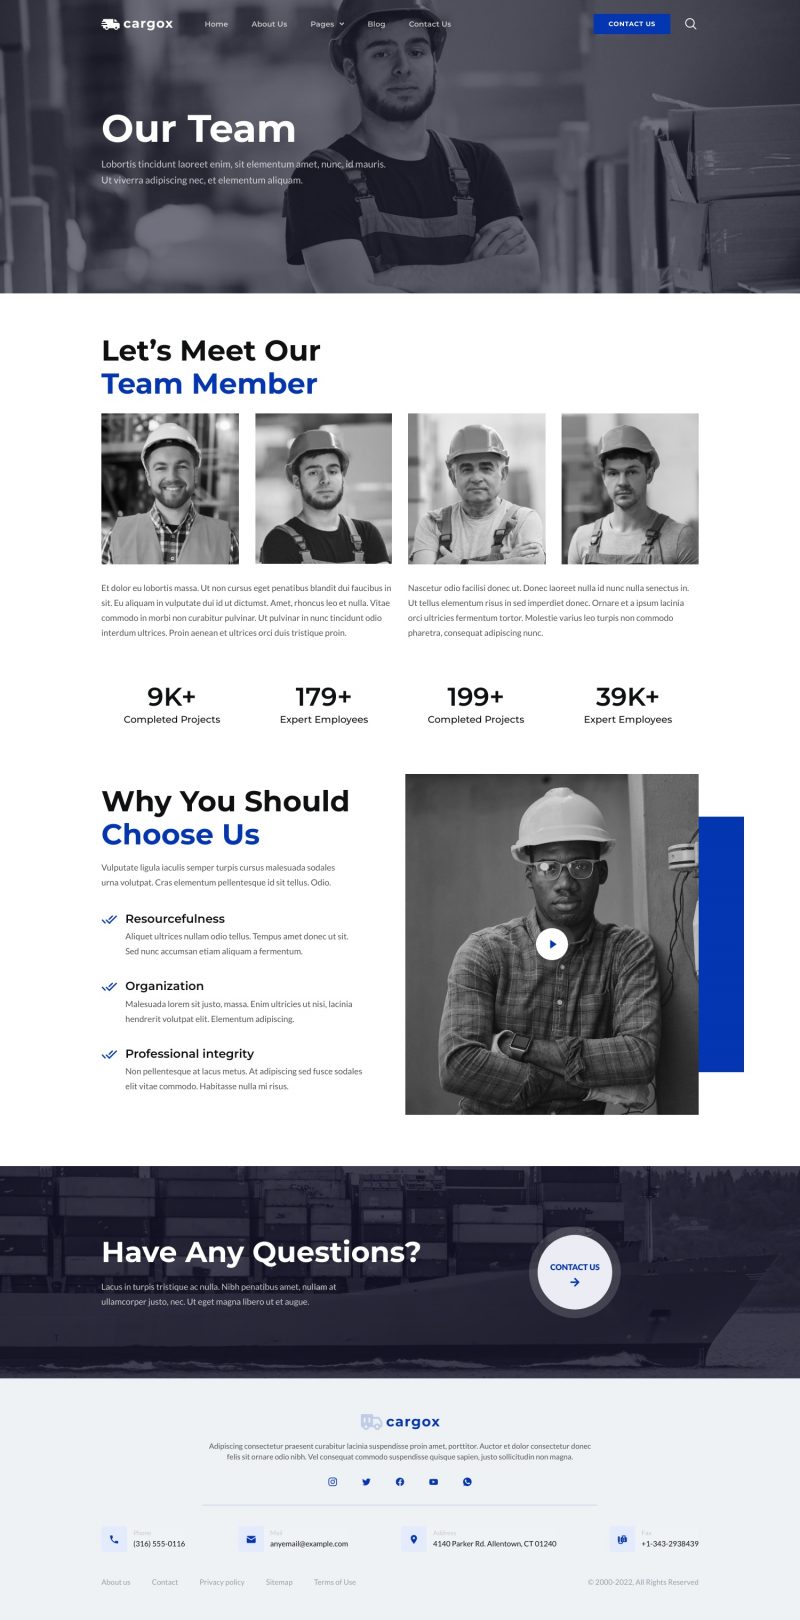 cargox
Home About Us Pages Blog Contact Us
CONTACT US
Our Team
Lobortis tincidunt laoreet enim, sit elementum amet, nunc, id mauris.
Ut viverra adipiscing nec, et elementum aliquam.
Let's Meet Our
Team Member
Et dolor eu lobortis massa. Ut non cursus eget penatibus blandit dui faucibus in
sit. Eu aliquam in vulputate dui id ut dictumst. Amet, rhoncus leo et nulla. Vitae
commodo in morbi non curabitur pulvinar. Ut pulvinar in nunc tincidunt odio
interdum ultrices. Proin aenean et ultrices orci duis tristique proin.
Nascetur odio facilisi donec ut. Donec laoreet nulla id nunc nulla senectus in.
Ut tellus elementum risus in sed imperdiet donec. Ornare et a ipsum lacinia
orci ultricies fermentum tortor. Molestie varius leo turpis non commodo
pharetra, consequat adipiscing nunc.
9K+
Completed Projects
179+
Expert Employees
199+
Completed Projects
39K+
Expert Employees
Why You Should
Choose Us
Vulputate ligula iaculis semper turpis cursus malesuada sodales
urna volutpat. Cras elementum pellentesque id sit tellus. Odio.
Resourcefulness
Aliquet ultrices nullam odio tellus. Tempus amet donec ut sit.
Sed nunc accumsan etiam aliquam a fermentum.
Organization
Malesuada lorem sit justo, massa. Enim ultricies ut nisi, lacinia
hendrerit volutpat elit. Elementum adipiscing.
Professional integrity
Non pellentesque at lacus metus. At adipiscing sed fusce sodales
elit vitae commodo. Habitasse nulla mi risus.
Have Any Questions?
Lacus in turpis tristique ac nulla. Nibh penatibus amet, nullam at
ullamcorper justo, nec. Ut eget magna libero ut et augue.
CONTACT US
cargox
Adipiscing consectetur praesent curabitur lacinia suspendisse proin amet, porttitor. Auctor et dolor consectetur donec
felis sit ornare odio nibh. Vel consequat commodo suspendisse quisque sapien, justo sollicitudin non magna.
Phone
(316) 555-0116
Mail
anyemail@example.com
Address
4140 Parker Rd. Allentown, CT 01240
Fax
+1-343-2938439
About us Contact Privacy policy Sitemap Terms of Use
© 2000-2022, All Rights Reserved